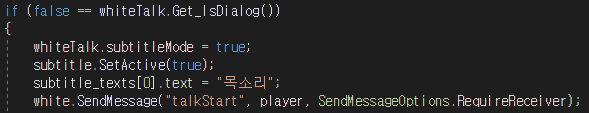 if (false == whiteTalk.Get_IsDialog())
{
whiteTalk.subtitleMode = true;
subtitle.SetActive(true);
subtitle_texts[0].text = "목소리";
white.SendMessage("talkStart", player, SendMessageOptions.RequireReceiver);